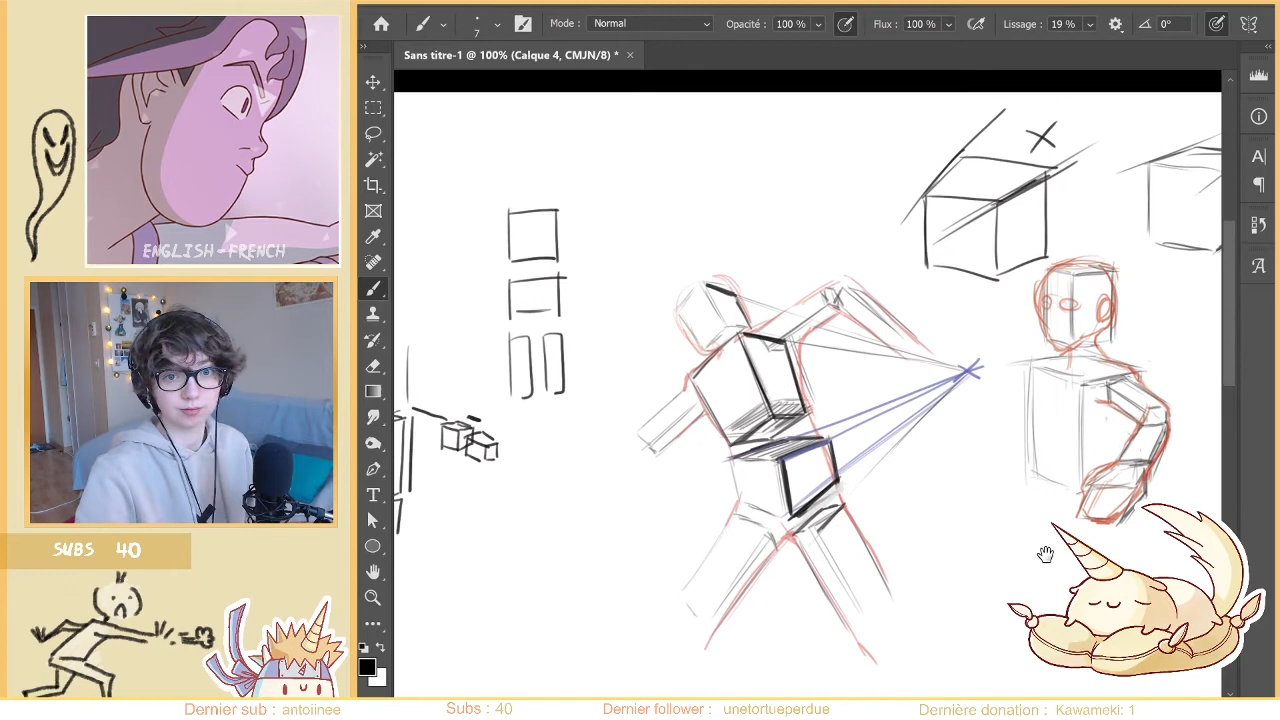 7
Mode : Normal
Opacité : 100 %
Flux : 100 %
Lissage : 19 %
0°
Sans titre-1 @ 100% (Calque 4, CMJN/8) *
ENGLISH-FRENCH
SUBS 40
Dernier sub : antoiinee
Subs : 40
Dernier follower : unetortueperdue
Dernière donation : Kawameki: 1